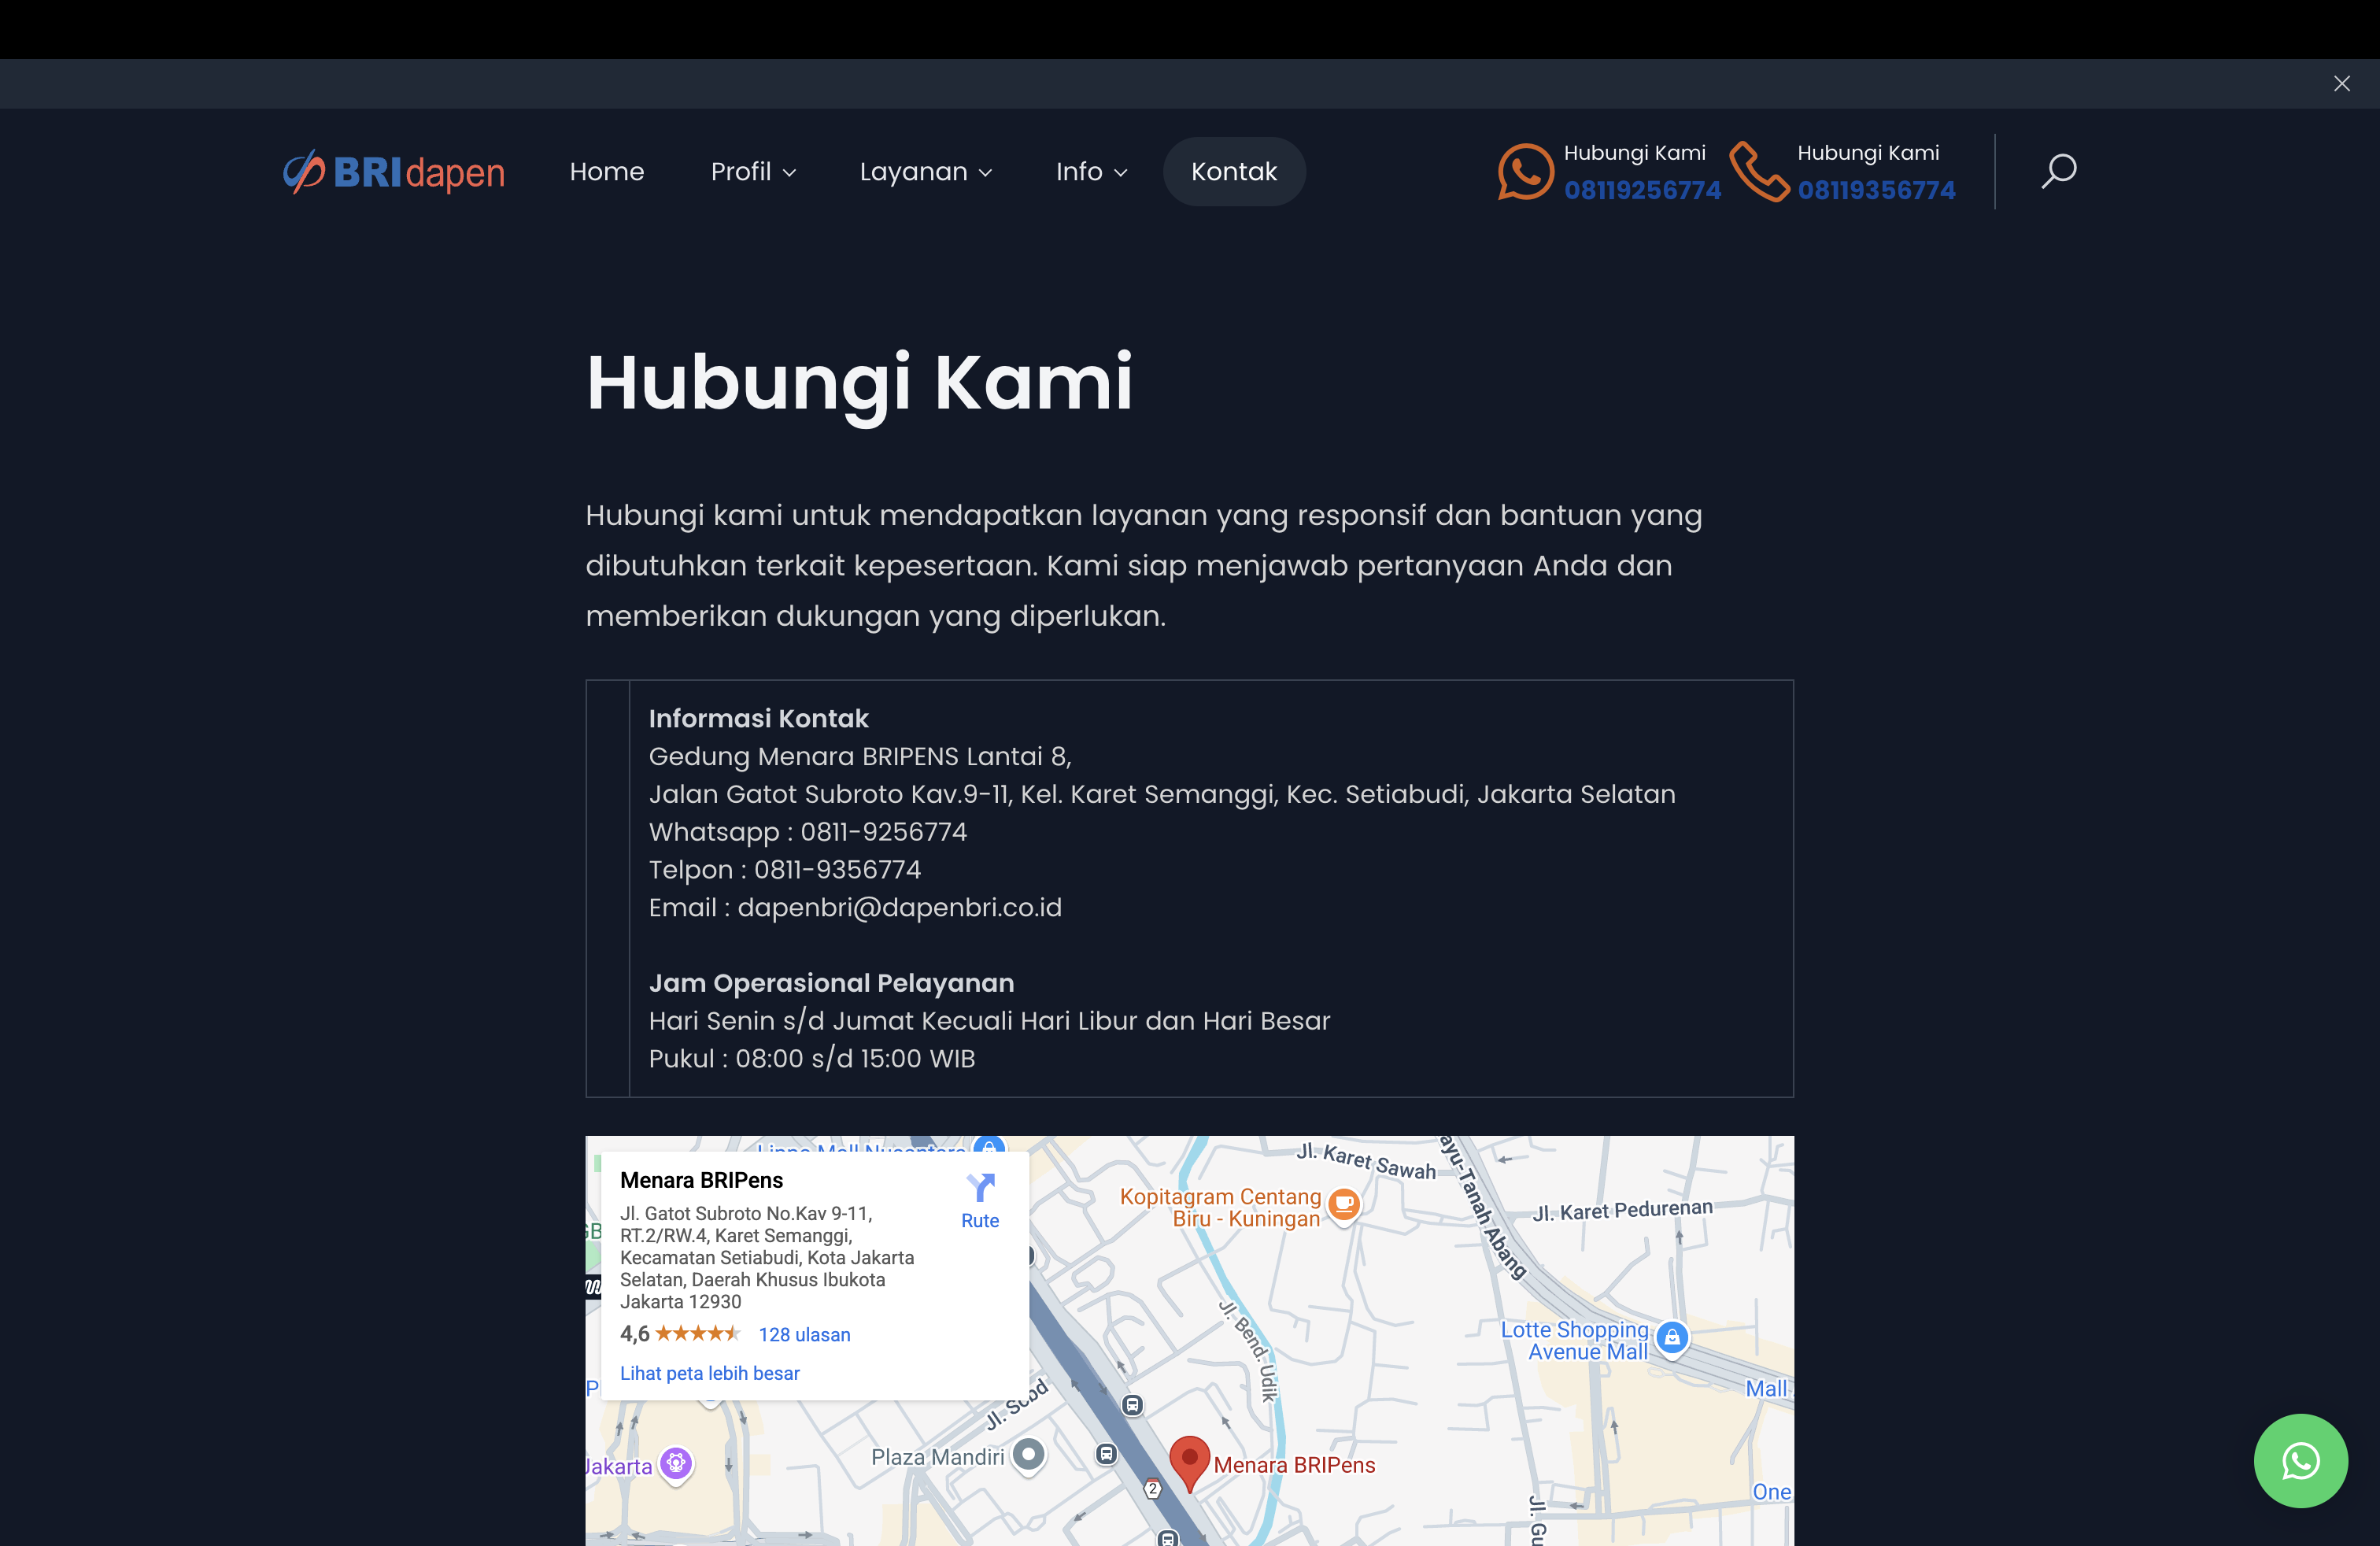 BRI dapen
Home
Profil
Layanan
Info
Kontak
Hubungi Kami
08119256774
Hubungi Kami
08119356774
Hubungi Kami
Hubungi kami untuk mendapatkan layanan yang responsif dan bantuan yang
dibutuhkan terkait kepesertaan. Kami siap menjawab pertanyaan Anda dan
memberikan dukungan yang diperlukan.
Informasi Kontak
Gedung Menara BRIPENS Lantai 8,
Jalan Gatot Subroto Kav.9-11, Kel. Karet Semanggi, Kec. Setiabudi, Jakarta Selatan
Whatsapp : 0811-9256774
Telpon : 0811-9356774
Email : dapenbri@dapenbri.co.id
Jam Operasional Pelayanan
Hari Senin s/d Jumat Kecuali Hari Libur dan Hari Besar
Pukul : 08:00 s/d 15:00 WIB
Menara BRIPens
Jl. Gatot Subroto No.Kav 9-11,
RT.2/RW.4, Karet Semanggi,
Kecamatan Setiabudi, Kota Jakarta
Selatan, Daerah Khusus Ibukota
Jakarta 12930
4,6
128 ulasan
Lihat peta lebih besar
Rute
Jl. Karet Sawah
Kopitagram Centang
Biru - Kuningan
ayu-Tanah Abang
Jl. Karet Pedurenan
Jl. Bend. Udik
Lotte Shopping
Avenue Mall
Mall
Jl. Scbd
Plaza Mandiri
Jakarta
Menara BRIPens
2
One
Jl. Gu